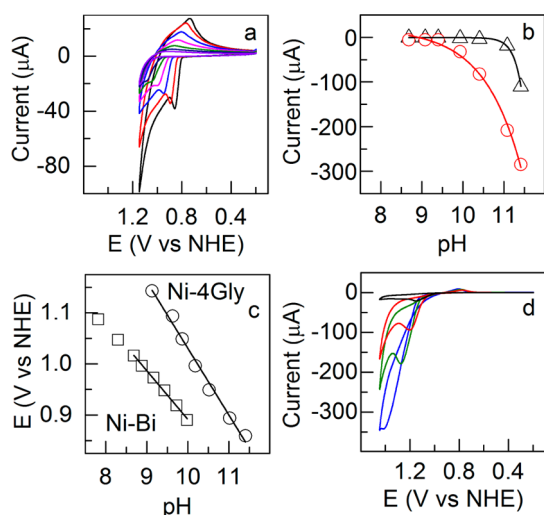 a
Current (µA)
0
-40
-80
1.2 0.8 0.4
E (V vs NHE)
b
Current (µA)
0
-100
-200
-300
8 9 10 11
pH
c
Ni-4Gly
Ni-Bi
E (V vs NHE)
1.1
1.0
0.9
8 9 10 11
pH
d
Current (µA)
0
-100
-200
-300
1.2 0.8 0.4
E (V vs NHE)